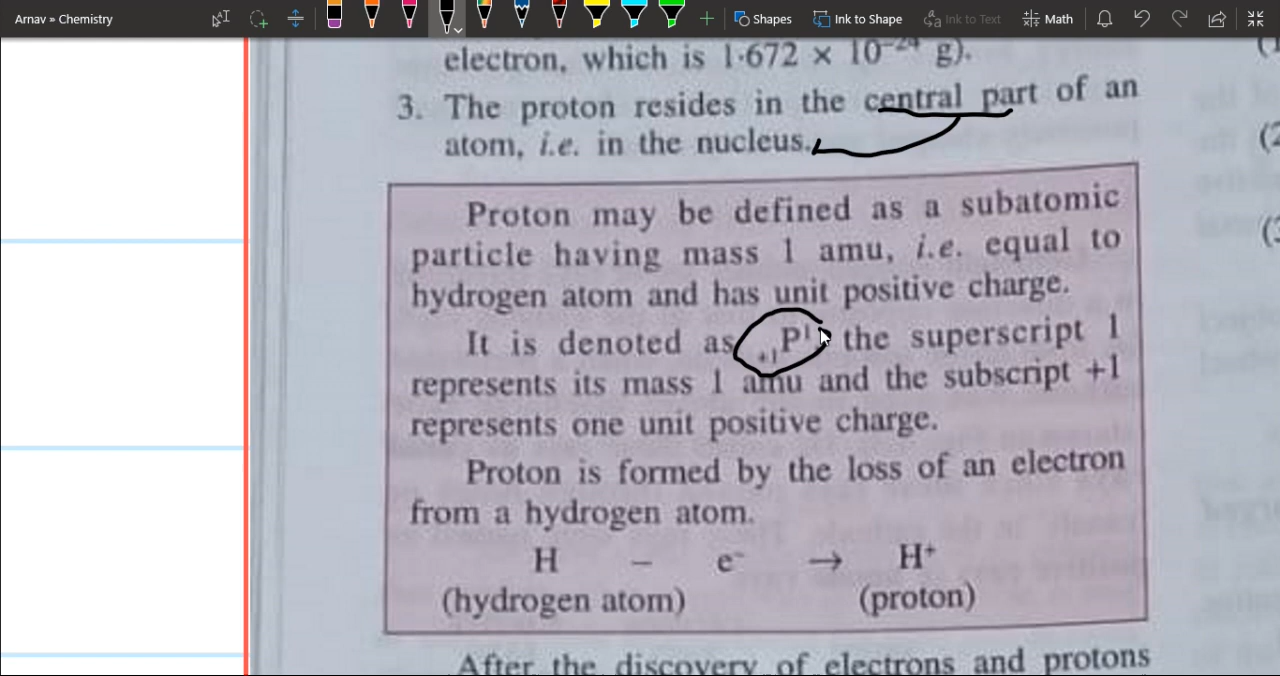 Arnav » Chemistry
Shapes
Ink to Shape
Ink to Text
Math
electron, which is 1·672 × 10⁻²⁴ g).
3. The proton resides in the central part of an
atom, i.e. in the nucleus.
Proton may be defined as a subatomic
particle having mass 1 amu, i.e. equal to
hydrogen atom and has unit positive charge.
It is denoted as ₊₁P¹, the superscript 1
represents its mass 1 amu and the subscript +1
represents one unit positive charge.
Proton is formed by the loss of an electron
from a hydrogen atom.
H – e⁻ → H⁺
(hydrogen atom) (proton)
After the discovery of electrons and protons